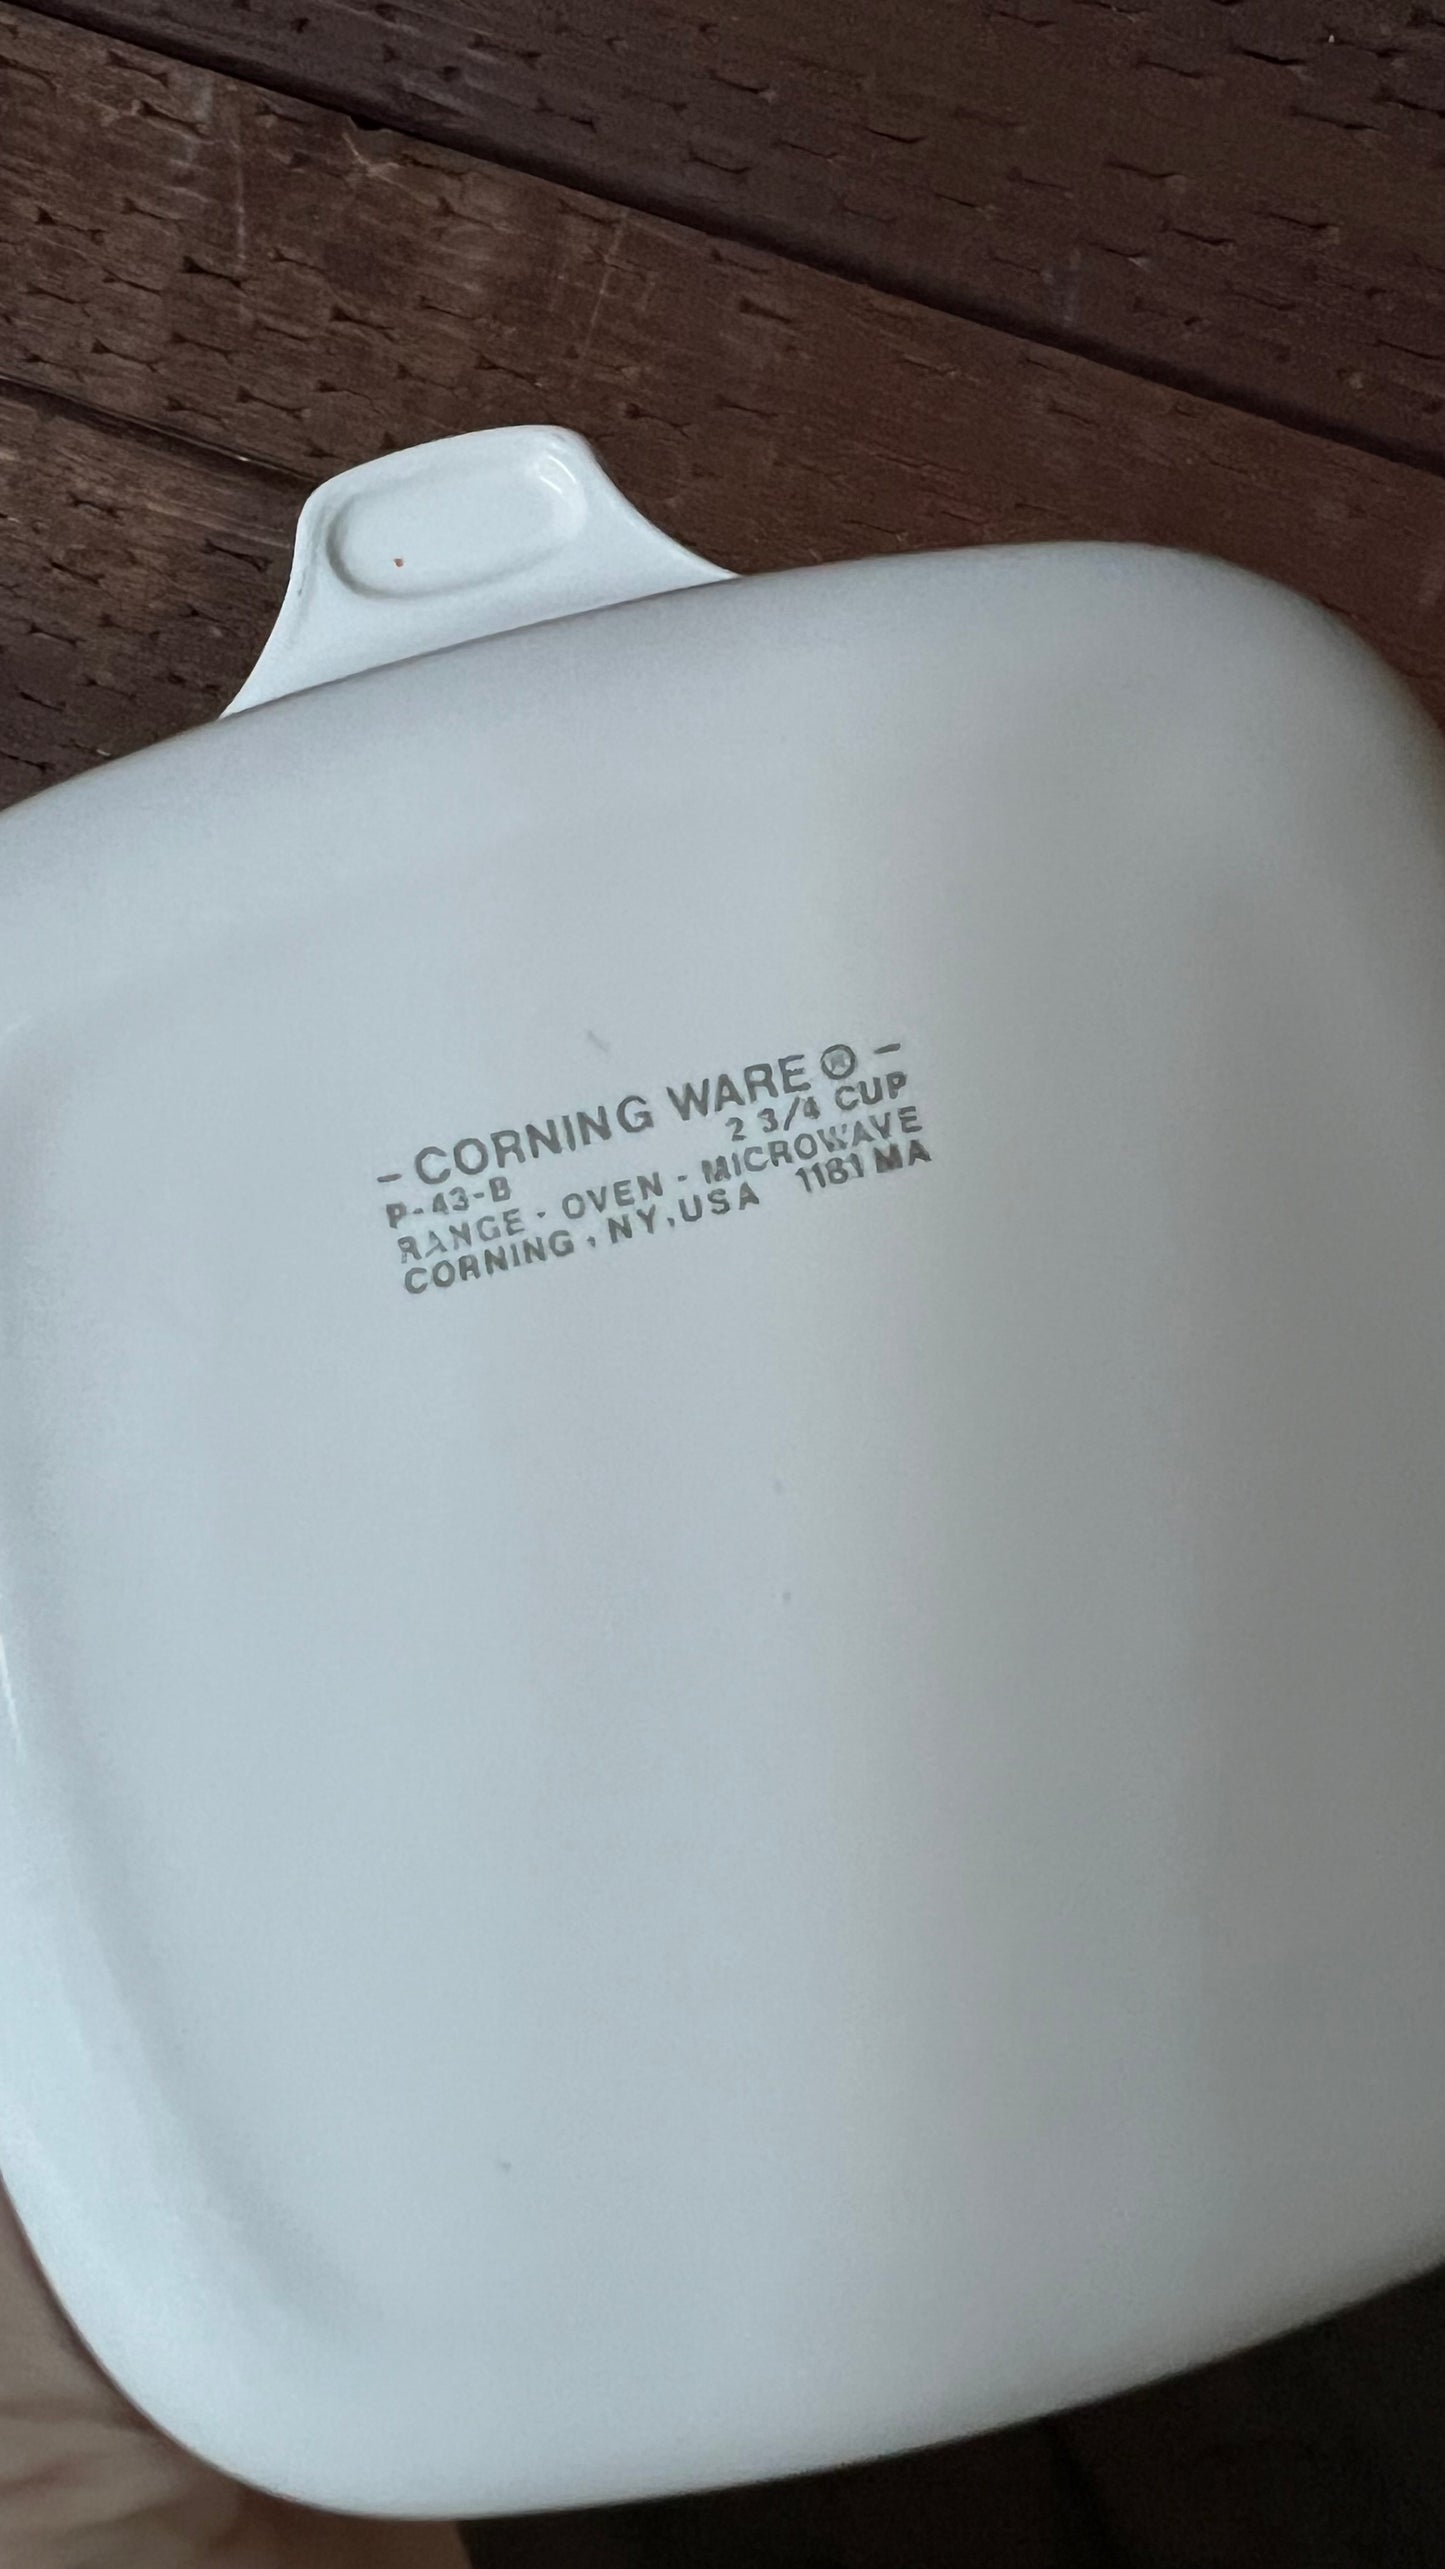 - CORNING WARE ® -
P-43-B 2 3/4 CUP
RANGE - OVEN - MICROWAVE
CORNING, NY, USA 1181 MA